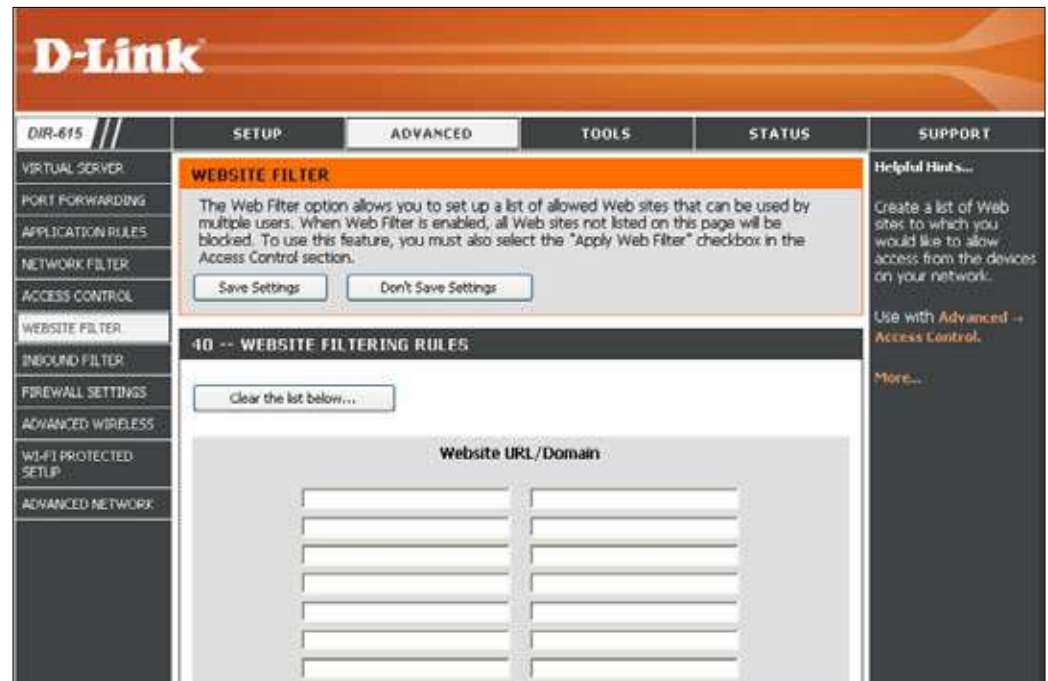 D-Link
DIR-615
SETUP
ADVANCED
TOOLS
STATUS
SUPPORT
VIRTUAL SERVER
PORT FORWARDING
APPLICATION RULES
NETWORK FILTER
ACCESS CONTROL
WEBSITE FILTER
INBOUND FILTER
FIREWALL SETTINGS
ADVANCED WIRELESS
WI-FI PROTECTED
SETUP
ADVANCED NETWORK
WEBSITE FILTER
The Web Filter option allows you to set up a list of allowed Web sites that can be used by
multiple users. When Web Filter is enabled, all Web sites not listed on this page will be
blocked. To use this feature, you must also select the "Apply Web Filter" checkbox in the
Access Control section.
Save Settings
Don't Save Settings
40 -- WEBSITE FILTERING RULES
Clear the list below...
Website URL/Domain
Helpful Hints...
Create a list of Web
sites to which you
would like to allow
access from the devices
on your network.
Use with Advanced →
Access Control.
More...